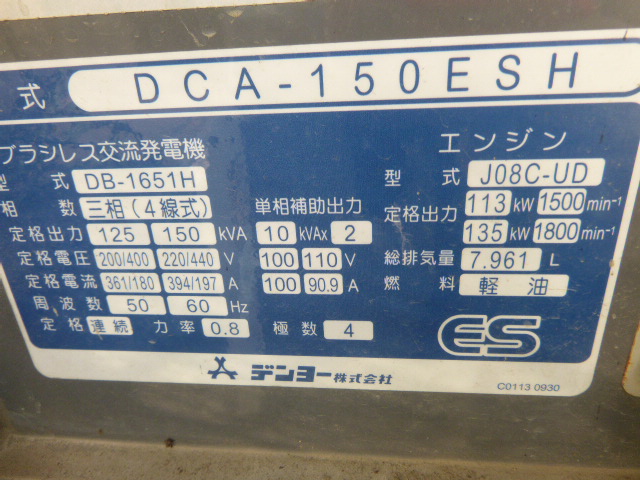 式 DCA-150ESH
ブラシレス交流発電機
型 式 DB-1651H
相 数 三相(4線式) 単相補助出力
定格出力 125 150 kVA 10 kVAx 2
定格電圧 200/400 220/440 V 100 110 V
定格電流 361/180 394/197 A 100 90.9 A
周波数 50 60 Hz
定格 連続 力率 0.8 極数 4
エンジン
型 式 J08C-UD
定格出力 113 kW 1500 min-1
135 kW 1800 min-1
総排気量 7.961 L
燃 料 軽油
ES
デンヨー株式会社
C0113 0930